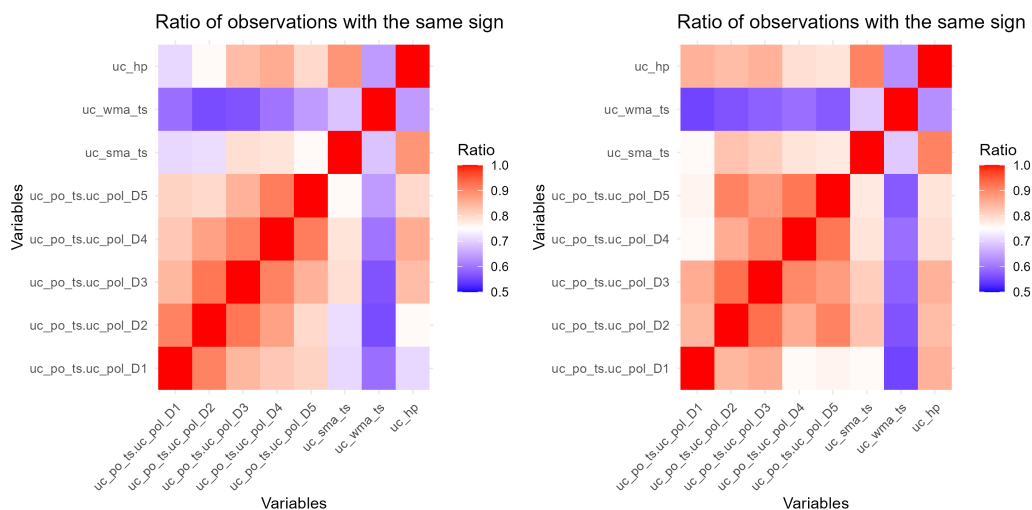 Ratio of observations with the same sign
Variables
uc_hp
uc_wma_ts
uc_sma_ts
uc_po_ts.uc_pol_D5
uc_po_ts.uc_pol_D4
uc_po_ts.uc_pol_D3
uc_po_ts.uc_pol_D2
uc_po_ts.uc_pol_D1
uc_po_ts.uc_pol_D1
uc_po_ts.uc_pol_D2
uc_po_ts.uc_pol_D3
uc_po_ts.uc_pol_D4
uc_po_ts.uc_pol_D5
uc_sma_ts
uc_wma_ts
uc_hp
Variables
Ratio
1.0
0.9
0.8
0.7
0.6
0.5
Ratio of observations with the same sign
Variables
uc_hp
uc_wma_ts
uc_sma_ts
uc_po_ts.uc_pol_D5
uc_po_ts.uc_pol_D4
uc_po_ts.uc_pol_D3
uc_po_ts.uc_pol_D2
uc_po_ts.uc_pol_D1
uc_po_ts.uc_pol_D1
uc_po_ts.uc_pol_D2
uc_po_ts.uc_pol_D3
uc_po_ts.uc_pol_D4
uc_po_ts.uc_pol_D5
uc_sma_ts
uc_wma_ts
uc_hp
Variables
Ratio
1.0
0.9
0.8
0.7
0.6
0.5